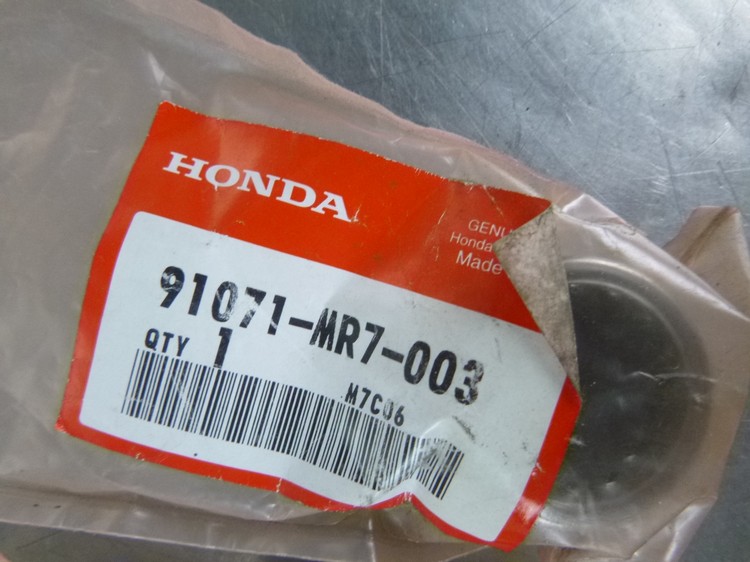 HONDA
GENU
Honda
Made
91071-MR7-003
QTY 1
M7C06